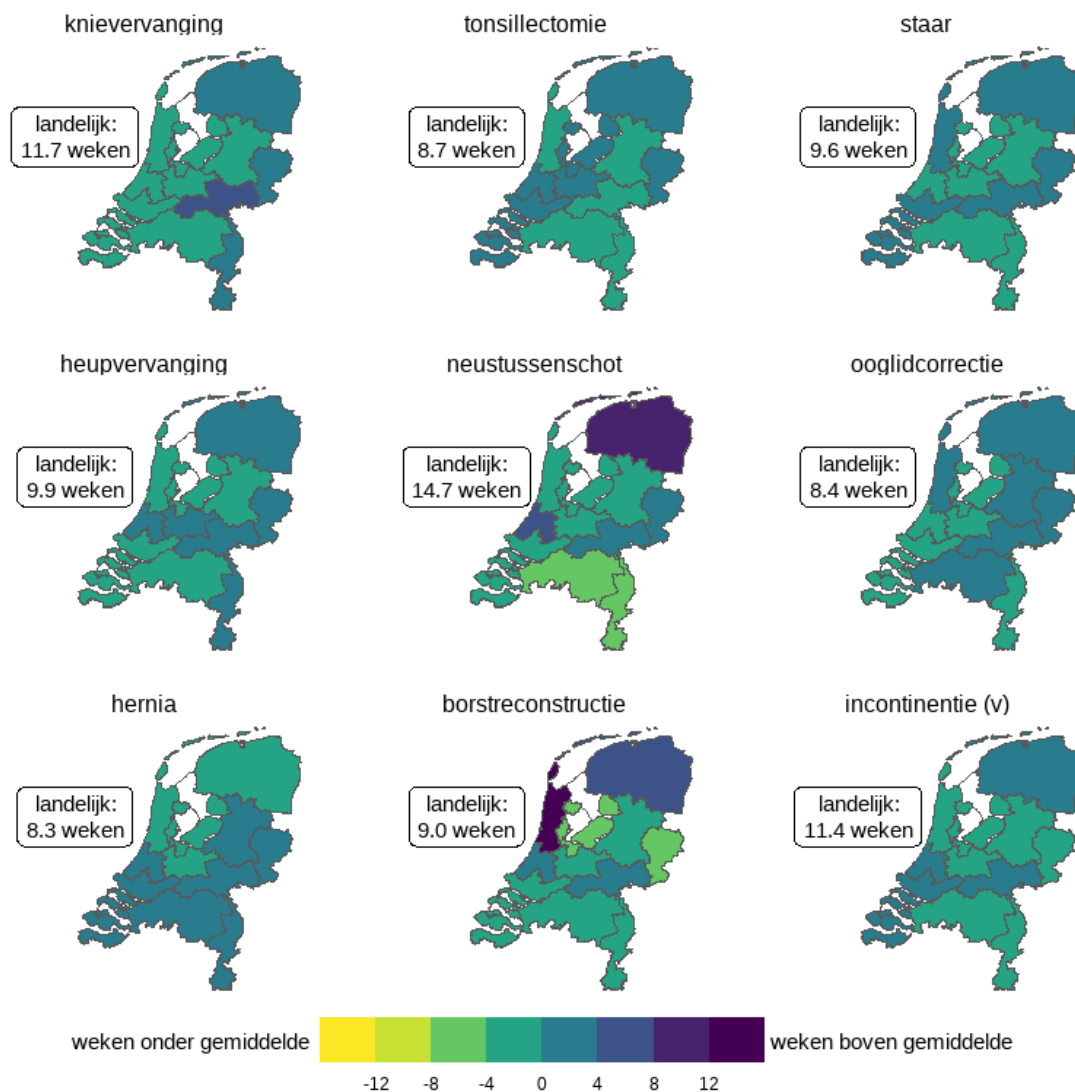 knievervanging
tonsillectomie
staar
landelijk:
11.7 weken
landelijk:
8.7 weken
landelijk:
9.6 weken
heupvervanging
neustussenschot
ooglidcorrectie
landelijk:
9.9 weken
landelijk:
14.7 weken
landelijk:
8.4 weken
hernia
borstreconstructie
incontinentie (v)
landelijk:
8.3 weken
landelijk:
9.0 weken
landelijk:
11.4 weken
weken onder gemiddelde
weken boven gemiddelde
-12 -8 -4 0 4 8 12